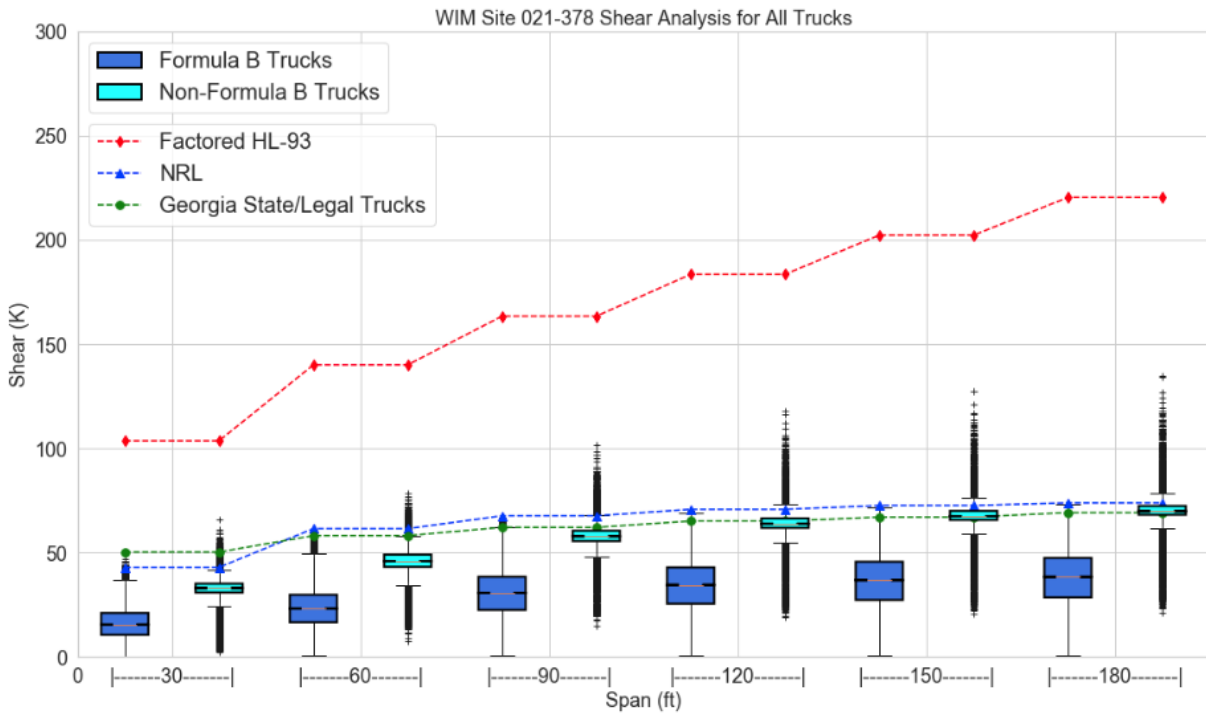 WIM Site 021-378 Shear Analysis for All Trucks
300
250
200
150
100
50
0
Shear (K)
Formula B Trucks
Non-Formula B Trucks
Factored HL-93
NRL
Georgia State/Legal Trucks
0 |-------30-------| |-------60-------| |-------90-------| |-------120-------| |-------150-------| |-------180-------|
Span (ft)